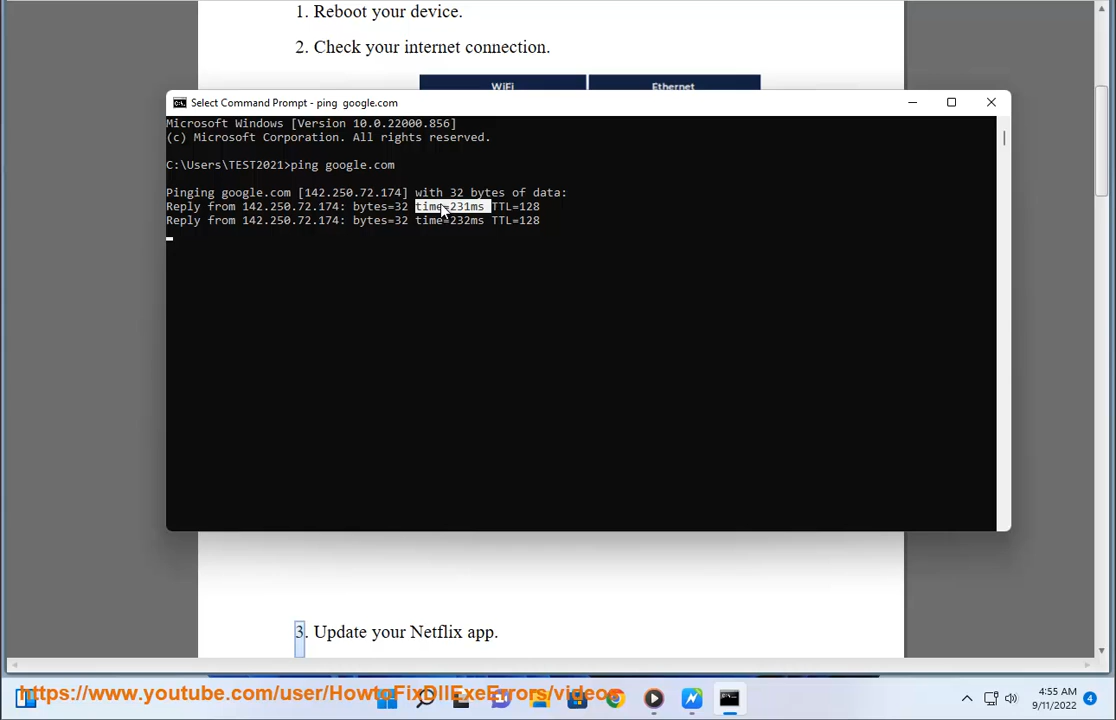 1. Reboot your device.
2. Check your internet connection.
WiFi
Ethernet
Select Command Prompt - ping  google.com
Microsoft Windows [Version 10.0.22000.856]
(c) Microsoft Corporation. All rights reserved.
C:\Users\TEST2021>ping google.com
Pinging google.com [142.250.72.174] with 32 bytes of data:
Reply from 142.250.72.174: bytes=32 time=231ms TTL=128
Reply from 142.250.72.174: bytes=32 time=232ms TTL=128
3. Update your Netflix app.
https://www.youtube.com/user/HowtoFixDllExeErrors/videos
4:55 AM
9/11/2022
4